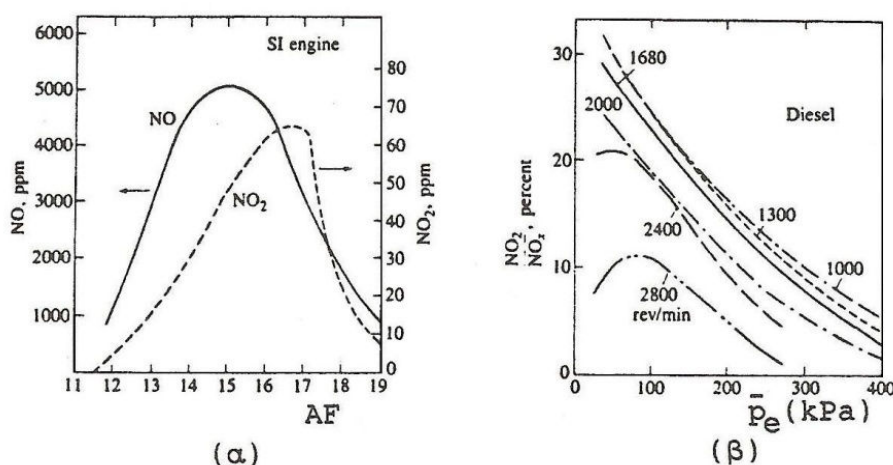 6000
5000
4000
3000
2000
1000
NO, ppm
SI engine
NO
NO₂
80
70
60
50
40
30
20
10
0
NO₂, ppm
11 12 13 14 15 16 17 18 19
AF
(α)
30
20
10
0
NO₂
NOₓ
, percent
Diesel
1680
2000
2400
2800
rev/min
1300
1000
0 100 200 300 400
p̄e (kPa)
(β)